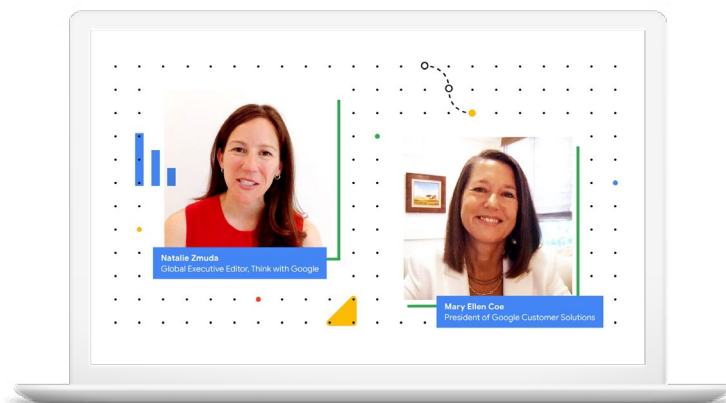 Natalie Zmuda
Global Executive Editor, Think with Google
Mary Ellen Coe
President of Google Customer Solutions